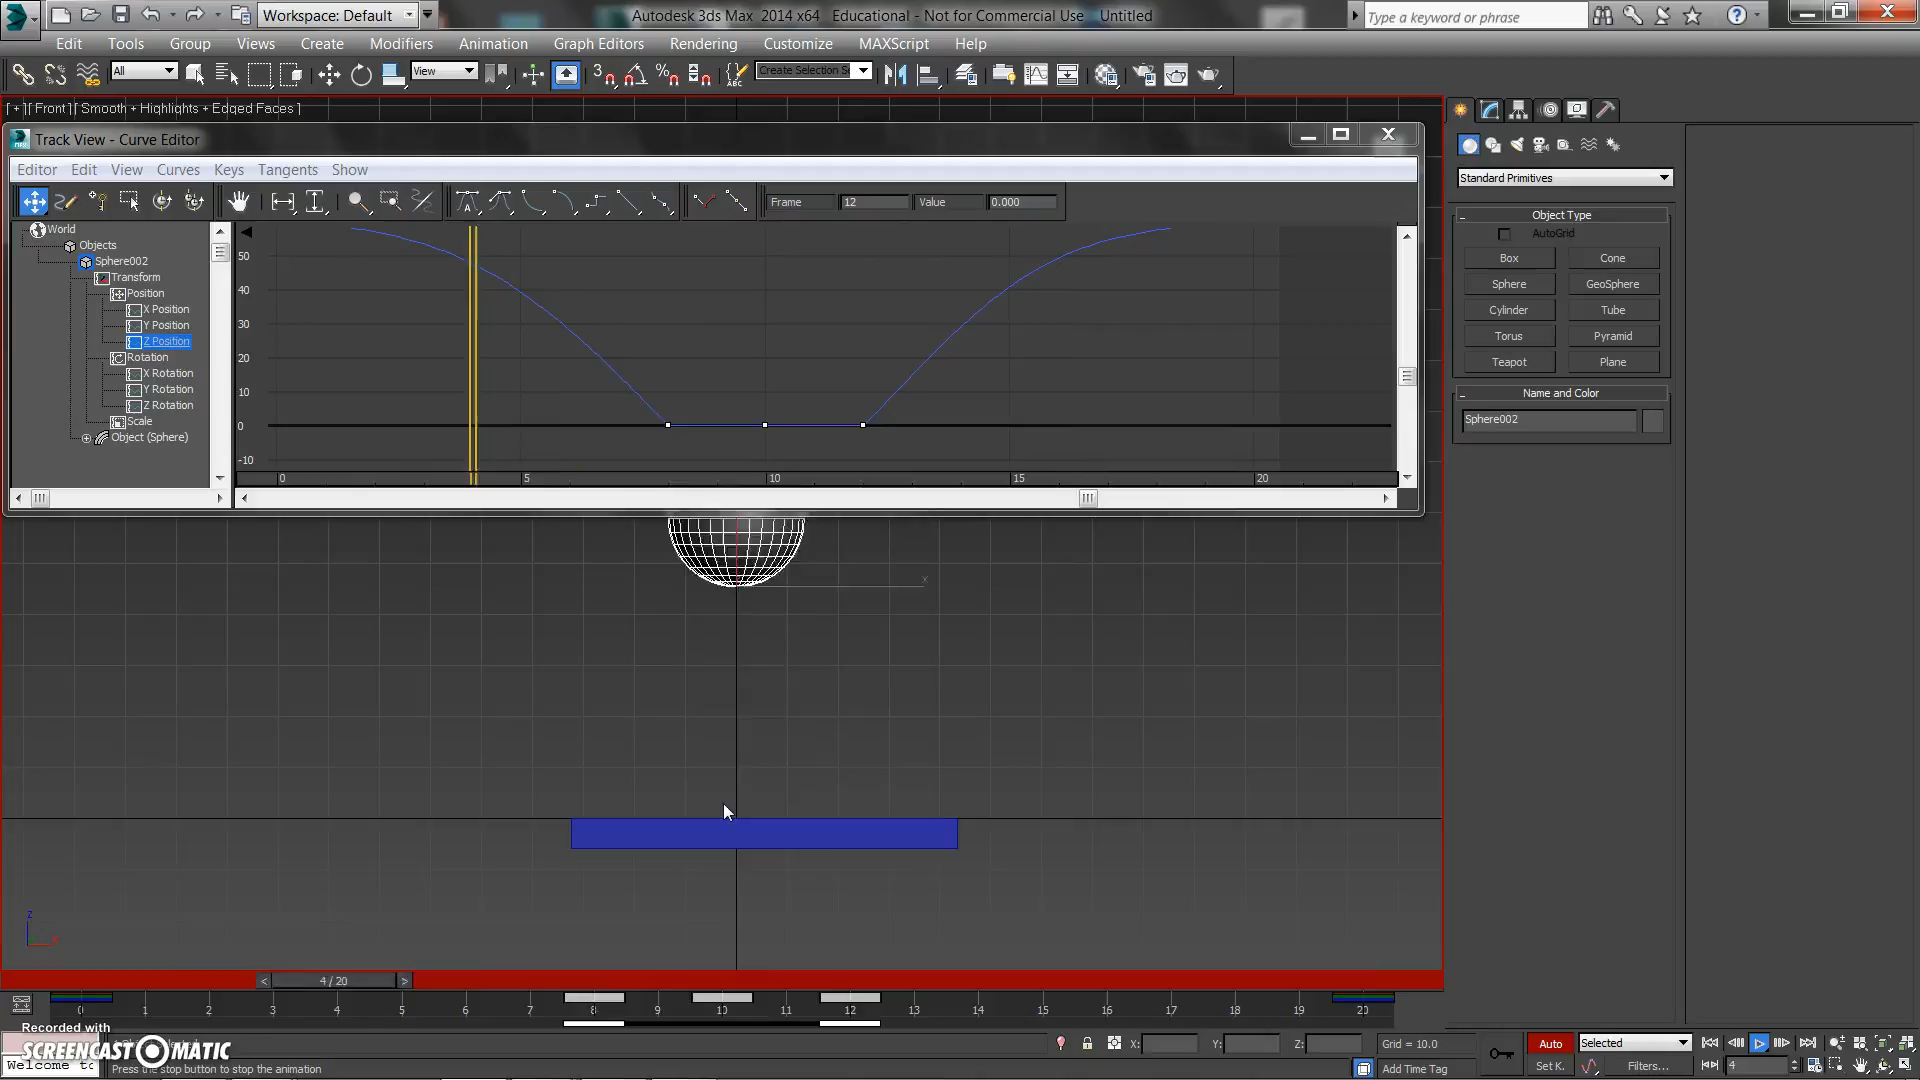 Workspace: Default
Autodesk 3ds Max 2014 x64 Educational - Not for Commercial Use Untitled
Type a keyword or phrase
Edit Tools Group Views Create Modifiers Animation Graph Editors Rendering Customize MAXScript Help
All View Create Selection Se
[ + ][ Front ][ Smooth + Highlights + Edged Faces ]
Track View - Curve Editor
Editor Edit View Curves Keys Tangents Show
Frame 12 Value 0.000
World
Objects
Sphere002
Transform
Position
X Position
Y Position
Z Position
Rotation
X Rotation
Y Rotation
Z Rotation
Scale
Object (Sphere)
50
40
30
20
10
0
-10
0 5 10 15 20
Standard Primitives
Object Type
AutoGrid
Box Cone
Sphere GeoSphere
Cylinder Tube
Torus Pyramid
Teapot Plane
Name and Color
Sphere002
x
z
x
< 4 / 20 >
0 1 2 3 4 5 6 7 8 9 10 11 12 13 14 15 16 17 18 19 20
Recorded with
SCREENCAST MATIC
Welcome to
Press the stop button to stop the animation
X: Y: Z: Grid = 10.0
Add Time Tag
Auto Selected
Set K. Filters... 4